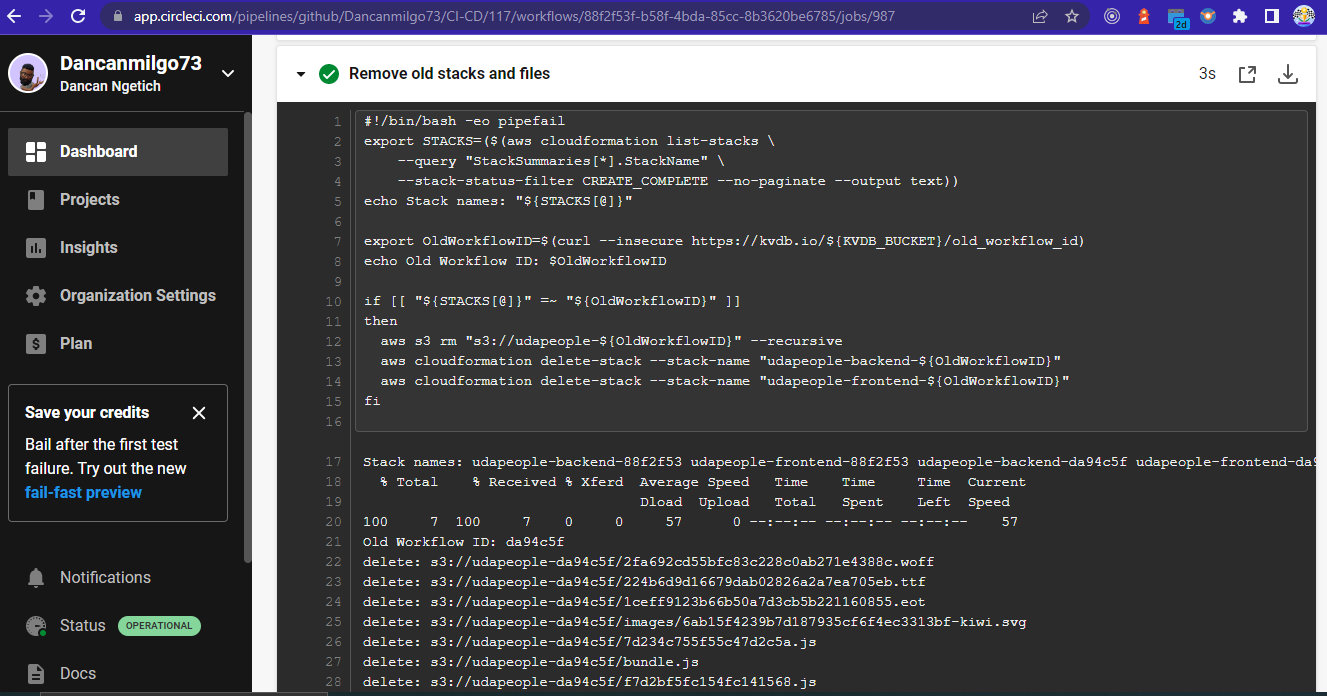 app.circleci.com/pipelines/github/Dancanmilgo73/CI-CD/117/workflows/88f2f53f-b58f-4bda-85cc-8b3620be6785/jobs/987
2d
Dancanmilgo73
Dancan Ngetich
Dashboard
Projects
Insights
Organization Settings
Plan
Save your credits
Bail after the first test
failure. Try out the new
fail-fast preview
Notifications
Status OPERATIONAL
Docs
Remove old stacks and files 3s
1 #!/bin/bash -eo pipefail
2 export STACKS=($(aws cloudformation list-stacks \
3     --query "StackSummaries[*].StackName" \
4     --stack-status-filter CREATE_COMPLETE --no-paginate --output text))
5 echo Stack names: "${STACKS[@]}"
6
7 export OldWorkflowID=$(curl --insecure https://kvdb.io/${KVDB_BUCKET}/old_workflow_id)
8 echo Old Workflow ID: $OldWorkflowID
9
10 if [[ "${STACKS[@]}" =~ "${OldWorkflowID}" ]]
11 then
12   aws s3 rm "s3://udapeople-${OldWorkflowID}" --recursive
13   aws cloudformation delete-stack --stack-name "udapeople-backend-${OldWorkflowID}"
14   aws cloudformation delete-stack --stack-name "udapeople-frontend-${OldWorkflowID}"
15 fi
16
17 Stack names: udapeople-backend-88f2f53 udapeople-frontend-88f2f53 udapeople-backend-da94c5f udapeople-frontend-da9
18   % Total    % Received % Xferd  Average Speed   Time    Time     Time  Current
19                                  Dload  Upload   Total   Spent    Left  Speed
20 100     7  100     7    0     0     57      0 --:--:-- --:--:-- --:--:--    57
21 Old Workflow ID: da94c5f
22 delete: s3://udapeople-da94c5f/2fa692cd55bfc83c228c0ab271e4388c.woff
23 delete: s3://udapeople-da94c5f/224b6d9d16679dab02826a2a7ea705eb.ttf
24 delete: s3://udapeople-da94c5f/1ceff9123b66b50a7d3cb5b221160855.eot
25 delete: s3://udapeople-da94c5f/images/6ab15f4239b7d187935cf6f4ec3313bf-kiwi.svg
26 delete: s3://udapeople-da94c5f/7d234c755f55c47d2c5a.js
27 delete: s3://udapeople-da94c5f/bundle.js
28 delete: s3://udapeople-da94c5f/f7d2bf5fc154fc141568.js